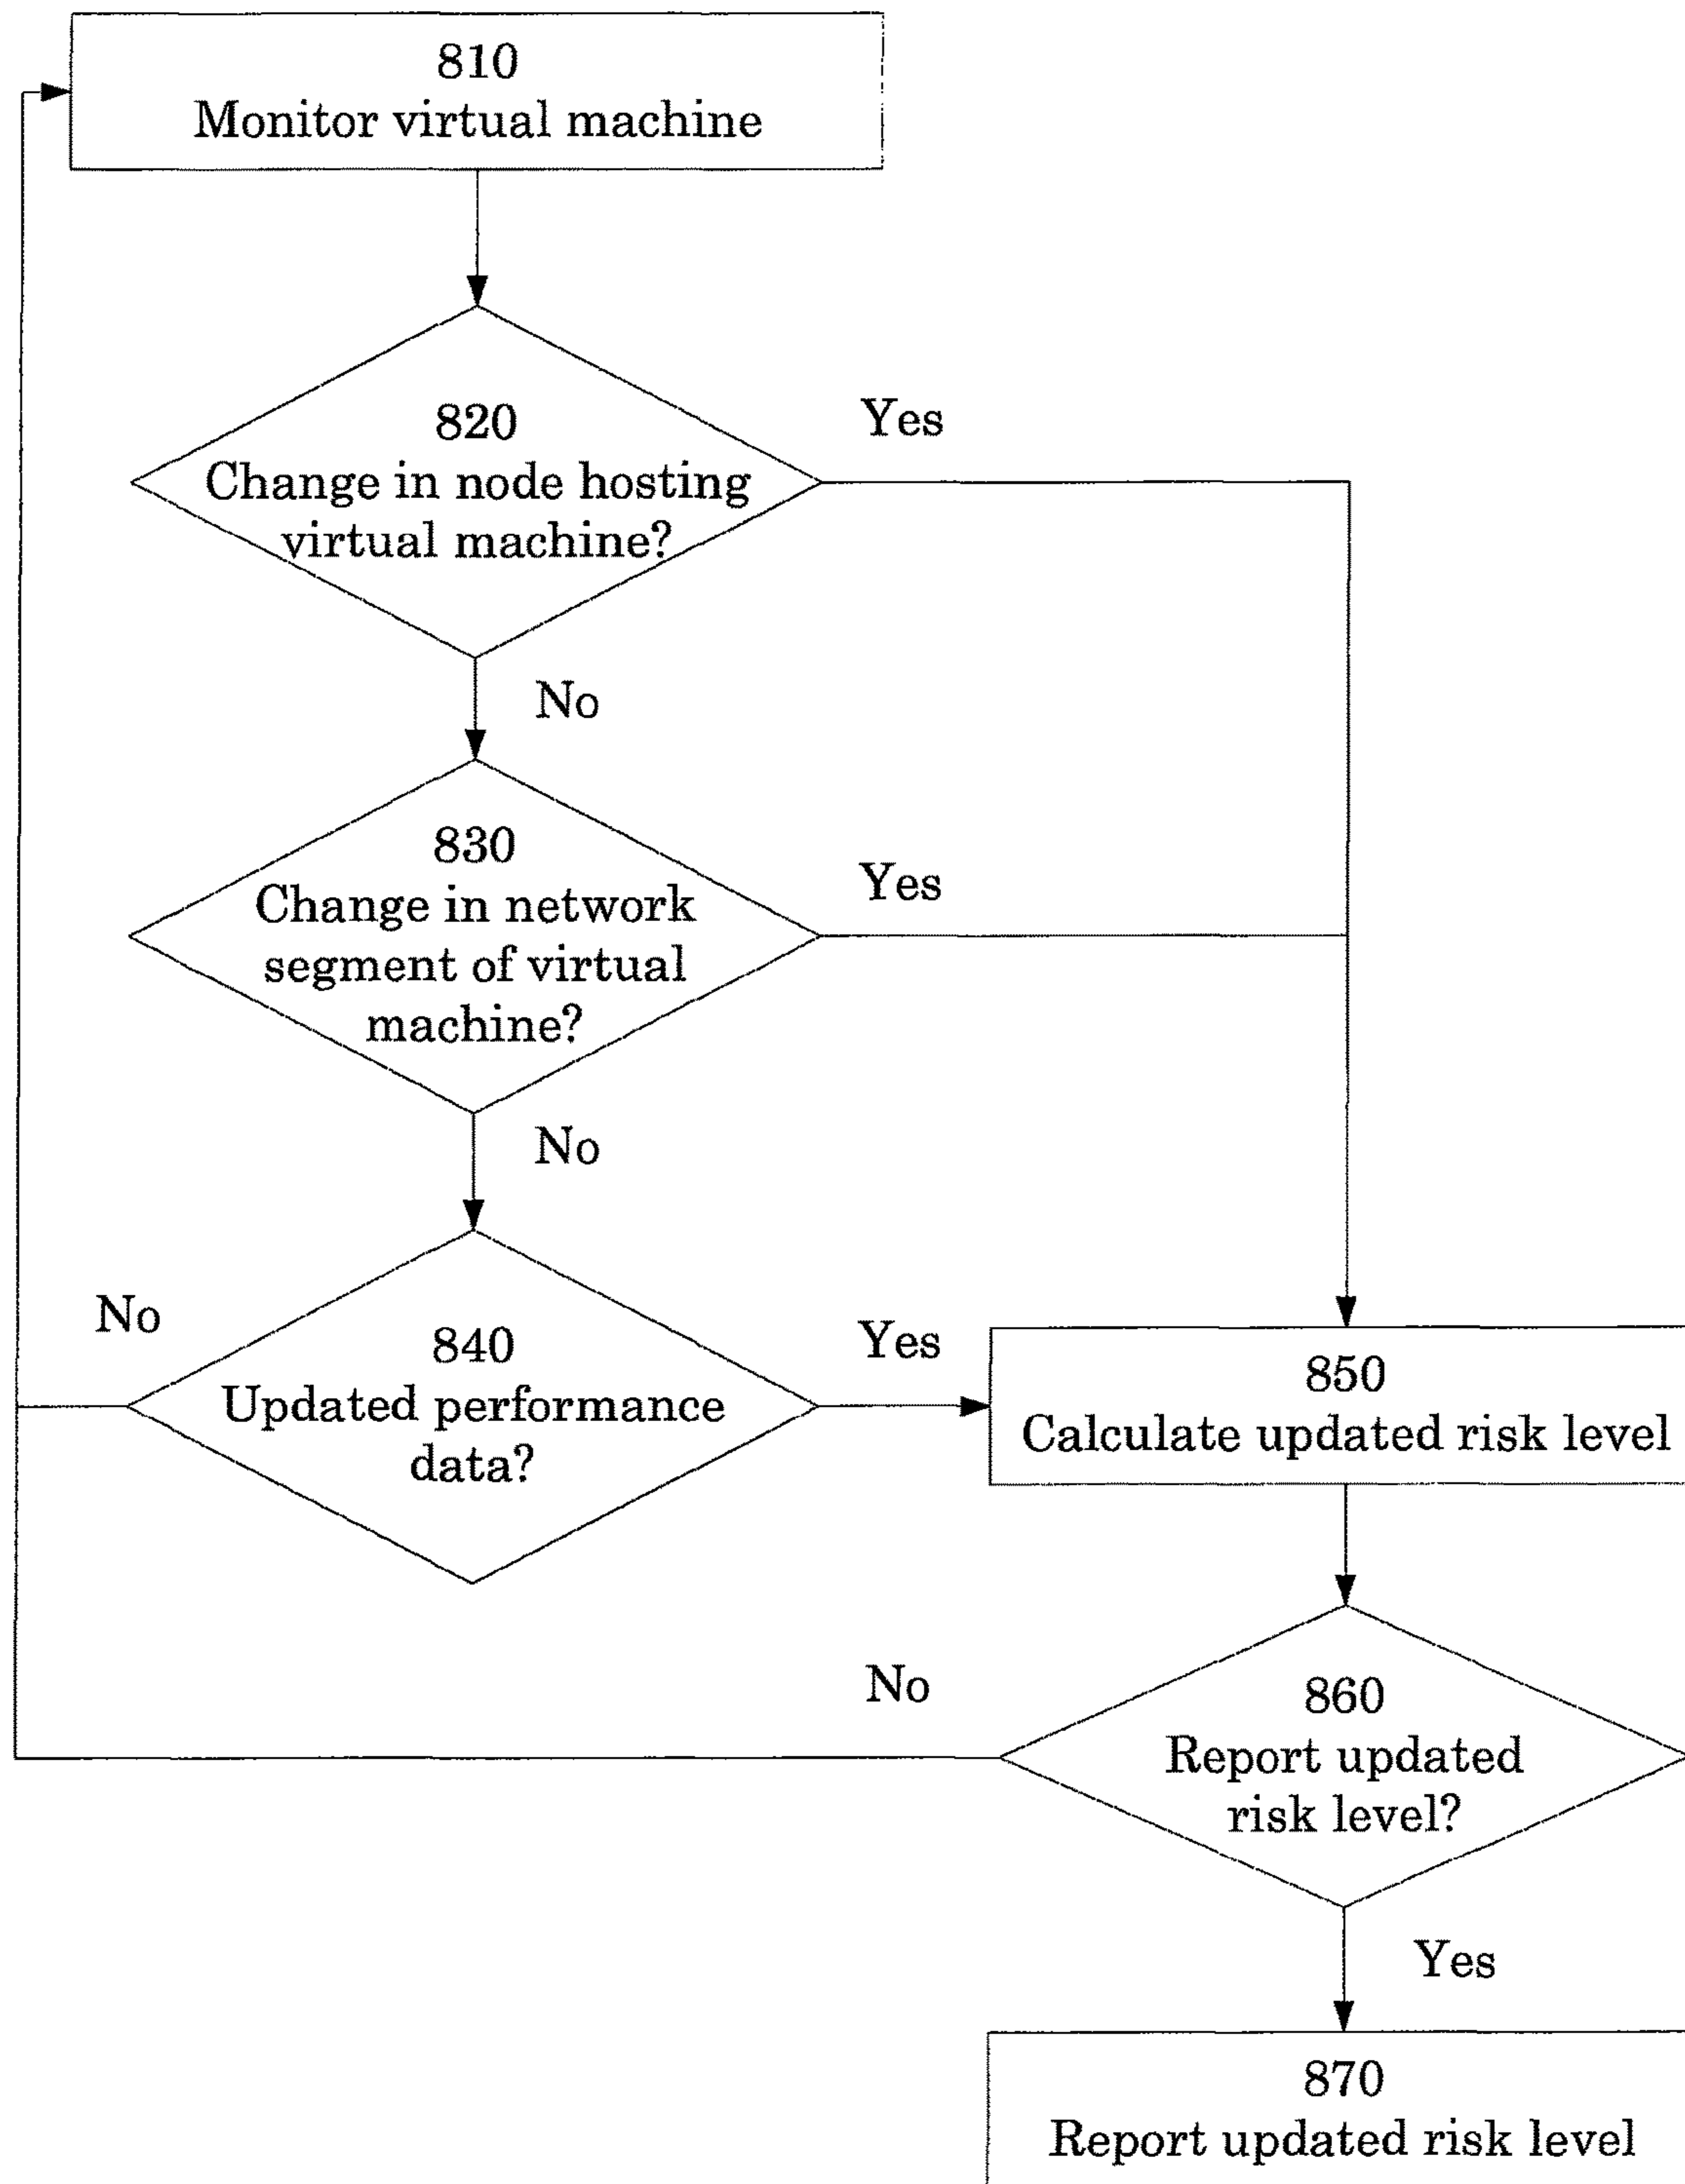 810
Monitor virtual machine
820
Change in node hosting
virtual machine?
Yes
No
830
Change in network
segment of virtual
machine?
Yes
No
840
Updated performance
data?
No
Yes
850
Calculate updated risk level
860
Report updated
risk level?
No
Yes
870
Report updated risk level